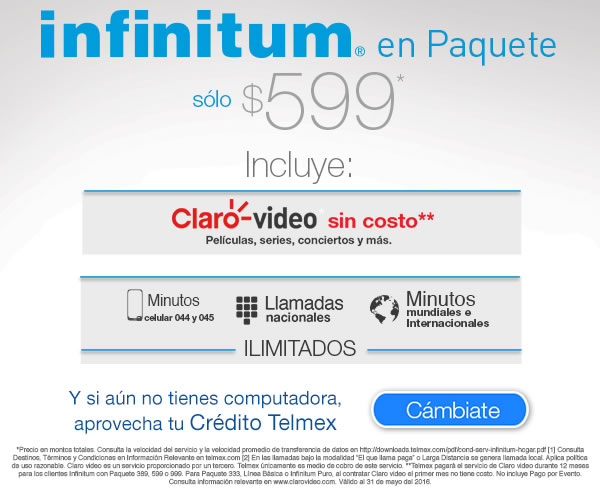 infinitum® en Paquete
sólo $599*
Incluye:
Claro-video sin costo**
Películas, series, conciertos y más.
Minutos
a celular 044 y 045
Llamadas
nacionales
Minutos
mundiales e
Internacionales
ILIMITADOS
Y si aún no tienes computadora,
aprovecha tu Crédito Telmex
Cámbiate
*Precio en montos totales. Consulta la velocidad del servicio y la velocidad promedio de transferencia de datos en http://downloads.telmex.com/pdf/cond-serv-infinitum-hogar.pdf [1] Consulta
Destinos, Términos y Condiciones en Información Relevante en telmex.com [2] En las llamadas bajo la modalidad "El que llama paga" o Larga Distancia se genera llamada local. Aplica política
de uso razonable. Claro video es un servicio proporcionado por un tercero. Telmex únicamente es medio de cobro de este servicio. **Telmex pagará el servicio de Claro video durante 12 meses
para los clientes Infinitum con Paquete 389, 599 o 999. Para Paquete 333, Línea Básica o Infinitum Puro, al contratar Claro video el primer mes no tiene costo. No incluye Pago por Evento.
Consulta información relevante en www.clarovideo.com. Válido al 31 de mayo del 2016.